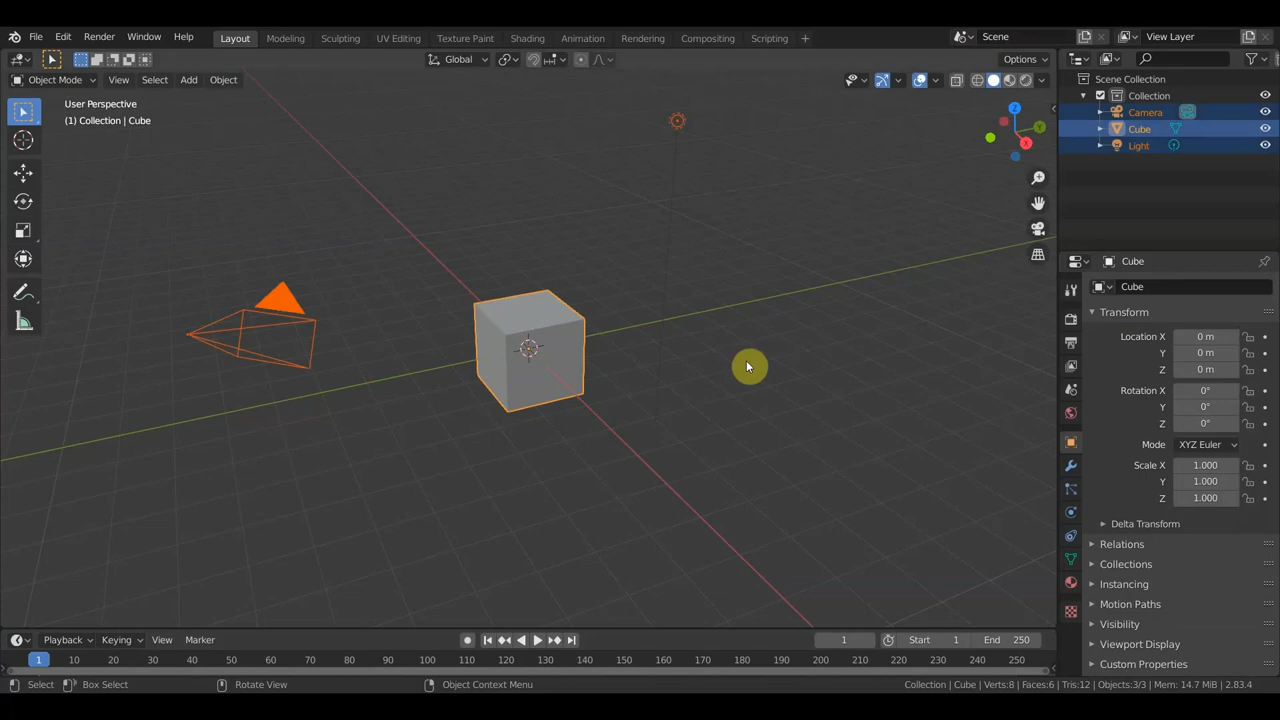 File Edit Render Window Help Layout Modeling Sculpting UV Editing Texture Paint Shading Animation Rendering Compositing Scripting + Scene View Layer
Global Options
Object Mode View Select Add Object
User Perspective
(1) Collection | Cube
Z
Y
X
Scene Collection
Collection
Camera
Cube
Light
Cube
Cube
Transform
Location X 0 m
Y 0 m
Z 0 m
Rotation X 0°
Y 0°
Z 0°
Mode XYZ Euler
Scale X 1.000
Y 1.000
Z 1.000
Delta Transform
Relations
Collections
Instancing
Motion Paths
Visibility
Viewport Display
Custom Properties
Playback Keying View Marker 1 Start 1 End 250
1 10 20 30 40 50 60 70 80 90 100 110 120 130 140 150 160 170 180 190 200 210 220 230 240 250
Select Box Select Rotate View Object Context Menu Collection | Cube | Verts:8 | Faces:6 | Tris:12 | Objects:3/3 | Mem: 14.7 MiB | 2.83.4